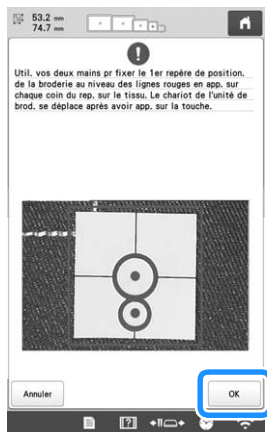 53.2 mm
74.7 mm
Util. vos deux mains pr fixer le 1er repère de position.
de la broderie au niveau des lignes rouges en app. sur
chaque coin du rep. sur le tissu. Le chariot de l'unité de
brod. se déplace après avoir app. sur la touche.
Annuler
OK